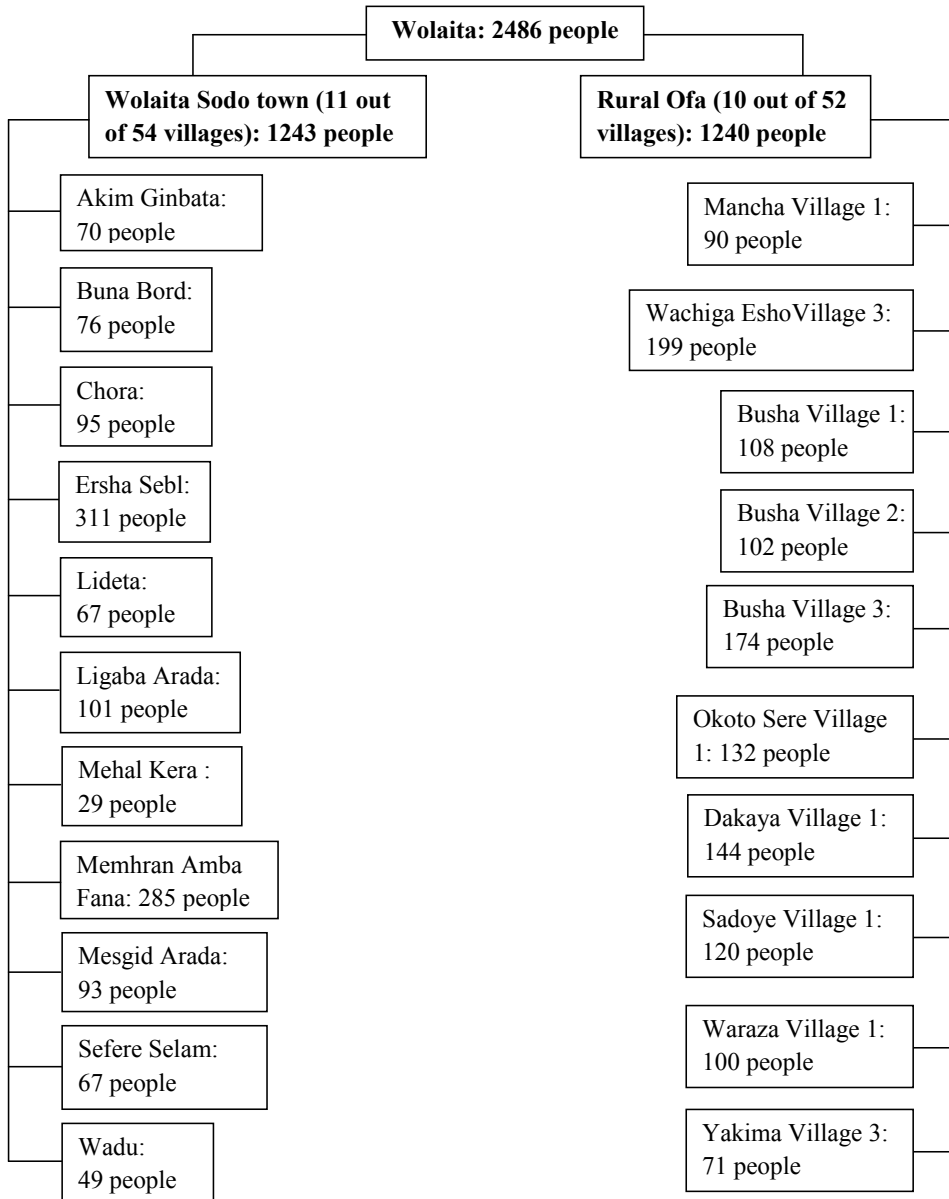 Wolaita: 2486 people
Wolaita Sodo town (11 out
of 54 villages): 1243 people
Akim Ginbata:
70 people
Buna Bord:
76 people
Chora:
95 people
Ersha Sebl:
311 people
Lideta:
67 people
Ligaba Arada:
101 people
Mehal Kera :
29 people
Memhran Amba
Fana: 285 people
Mesgid Arada:
93 people
Sefere Selam:
67 people
Wadu:
49 people
Rural Ofa (10 out of 52
villages): 1240 people
Mancha Village 1:
90 people
Wachiga EshoVillage 3:
199 people
Busha Village 1:
108 people
Busha Village 2:
102 people
Busha Village 3:
174 people
Okoto Sere Village
1: 132 people
Dakaya Village 1:
144 people
Sadoye Village 1:
120 people
Waraza Village 1:
100 people
Yakima Village 3:
71 people